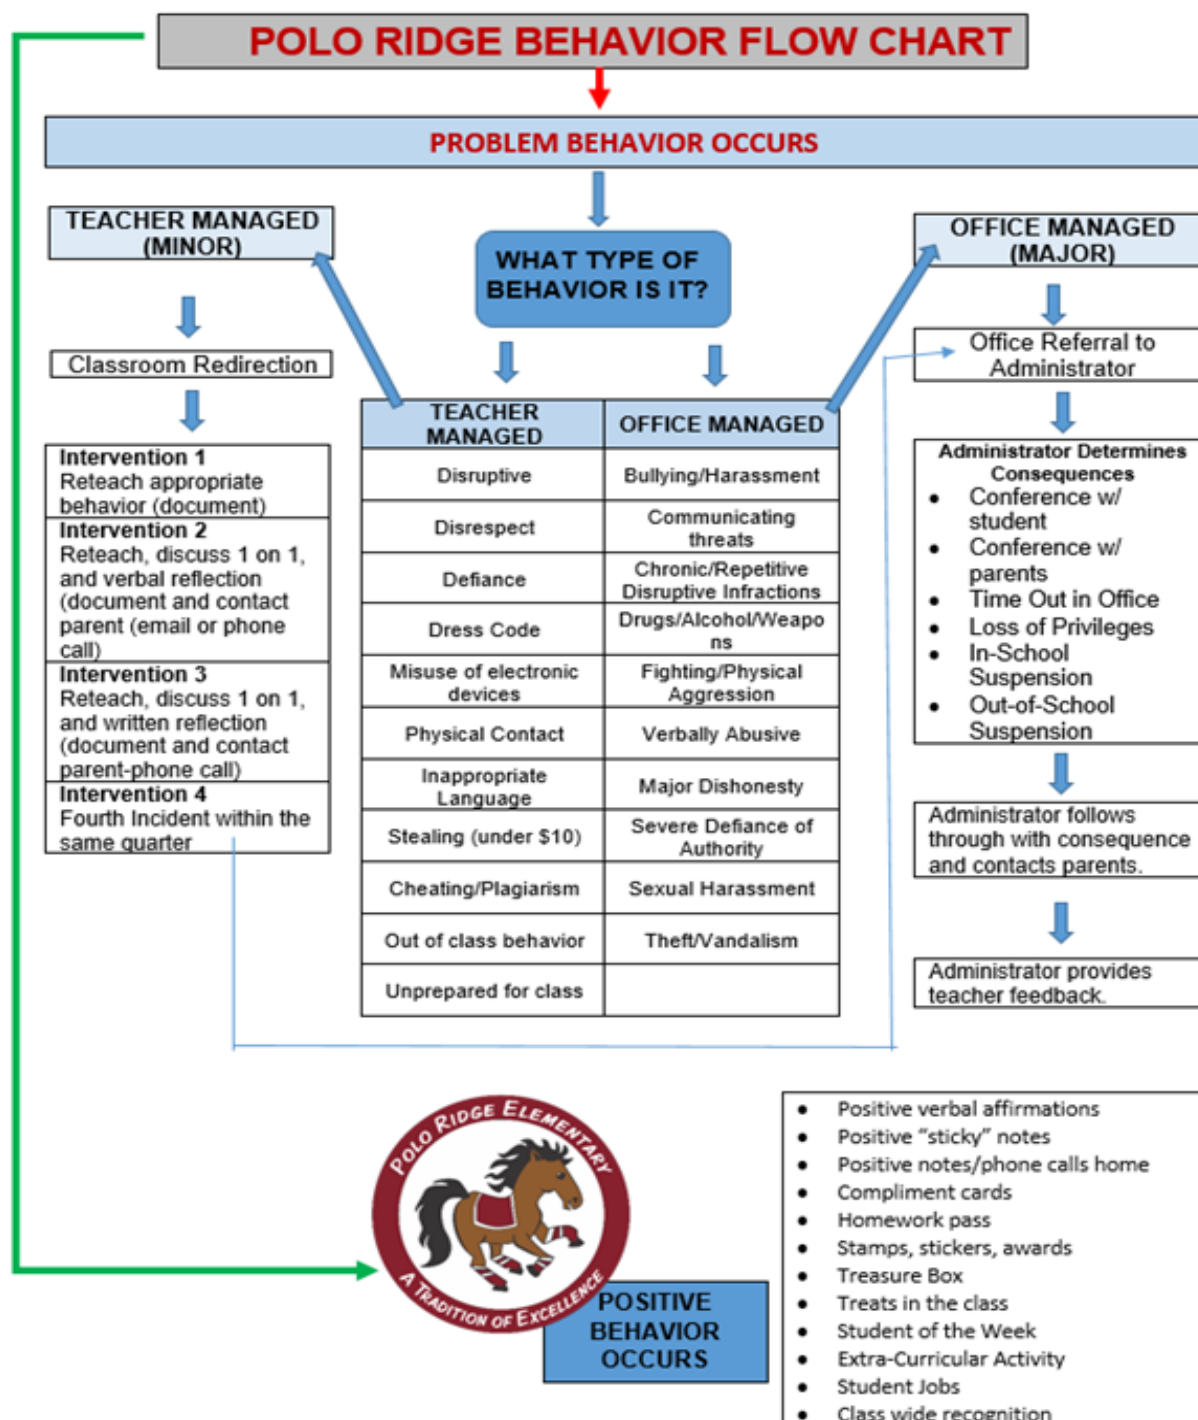 POLO RIDGE BEHAVIOR FLOW CHART
PROBLEM BEHAVIOR OCCURS
TEACHER MANAGED
(MINOR)
Classroom Redirection
Intervention 1
Reteach appropriate
behavior (document)
Intervention 2
Reteach, discuss 1 on 1,
and verbal reflection
(document and contact
parent (email or phone
call)
Intervention 3
Reteach, discuss 1 on 1,
and written reflection
(document and contact
parent-phone call)
Intervention 4
Fourth Incident within the
same quarter
WHAT TYPE OF
BEHAVIOR IS IT?
TEACHER
MANAGED
OFFICE MANAGED
Disruptive
Bullying/Harassment
Disrespect
Communicating
threats
Defiance
Chronic/Repetitive
Disruptive Infractions
Dress Code
Drugs/Alcohol/Weapo
ns
Misuse of electronic
devices
Fighting/Physical
Aggression
Physical Contact
Verbally Abusive
Inappropriate
Language
Major Dishonesty
Stealing (under $10)
Severe Defiance of
Authority
Cheating/Plagiarism
Sexual Harassment
Out of class behavior
Theft/Vandalism
Unprepared for class
OFFICE MANAGED
(MAJOR)
Office Referral to
Administrator
Administrator Determines
Consequences
• Conference w/
student
• Conference w/
parents
• Time Out in Office
• Loss of Privileges
• In-School
Suspension
• Out-of-School
Suspension
Administrator follows
through with consequence
and contacts parents.
Administrator provides
teacher feedback.
POLO RIDGE ELEMENTARY
A TRADITION OF EXCELLENCE
POSITIVE
BEHAVIOR
OCCURS
• Positive verbal affirmations
• Positive “sticky” notes
• Positive notes/phone calls home
• Compliment cards
• Homework pass
• Stamps, stickers, awards
• Treasure Box
• Treats in the class
• Student of the Week
• Extra-Curricular Activity
• Student Jobs
• Class wide recognition